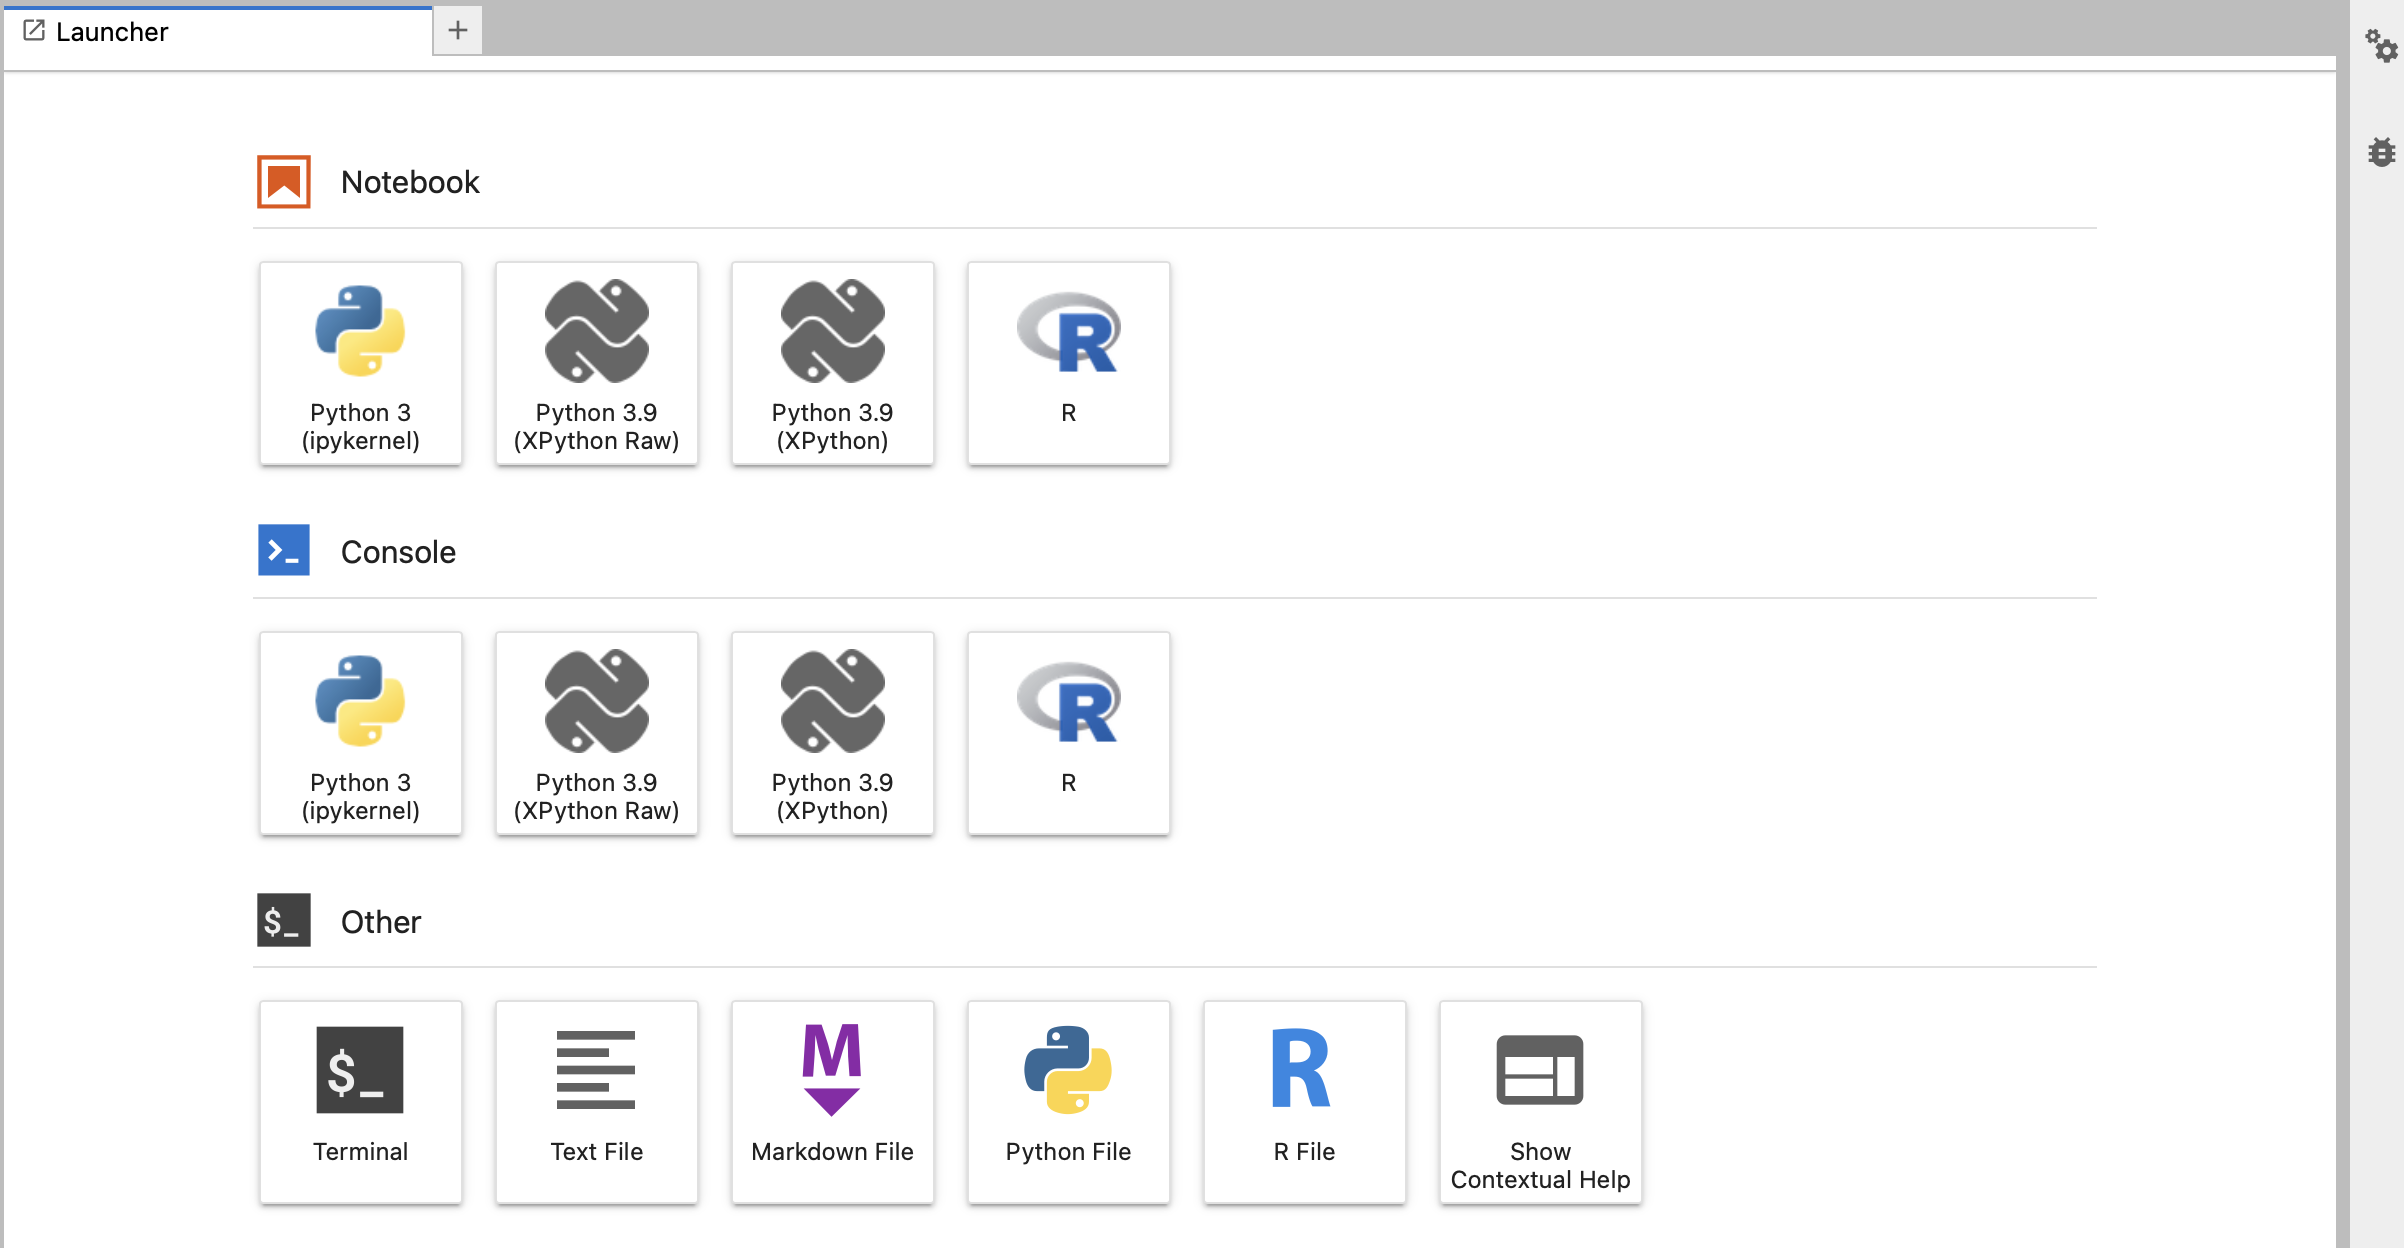 Launcher
Notebook
Python 3
(ipykernel)
Python 3.9
(XPython Raw)
Python 3.9
(XPython)
R
R
Console
Python 3
(ipykernel)
Python 3.9
(XPython Raw)
Python 3.9
(XPython)
R
R
$_
Other
$_
Terminal
Text File
M
Markdown File
Python File
R
R File
Show
Contextual Help